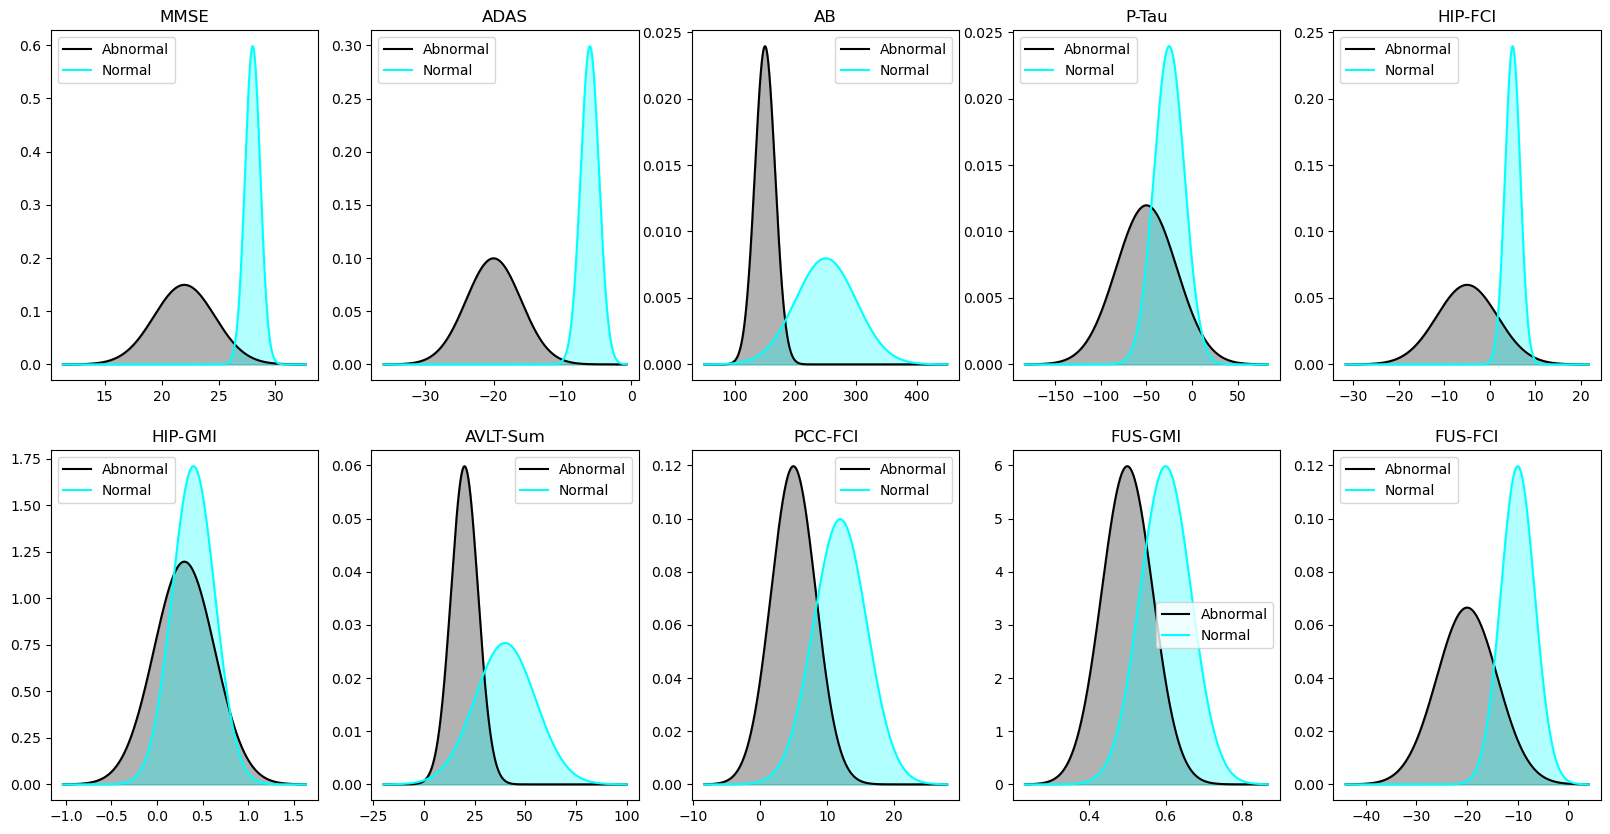 MMSE
Abnormal
Normal
0.6
0.5
0.4
0.3
0.2
0.1
0.0
15 20 25 30
ADAS
Abnormal
Normal
0.30
0.25
0.20
0.15
0.10
0.05
0.00
−30 −20 −10 0
AB
Abnormal
Normal
0.025
0.020
0.015
0.010
0.005
0.000
100 200 300 400
P-Tau
Abnormal
Normal
0.025
0.020
0.015
0.010
0.005
0.000
−150 −100 −50 0 50
HIP-FCI
Abnormal
Normal
0.25
0.20
0.15
0.10
0.05
0.00
−30 −20 −10 0 10 20
HIP-GMI
Abnormal
Normal
1.75
1.50
1.25
1.00
0.75
0.50
0.25
0.00
−1.0 −0.5 0.0 0.5 1.0 1.5
AVLT-Sum
Abnormal
Normal
0.06
0.05
0.04
0.03
0.02
0.01
0.00
−25 0 25 50 75 100
PCC-FCI
Abnormal
Normal
0.12
0.10
0.08
0.06
0.04
0.02
0.00
−10 0 10 20
FUS-GMI
Abnormal
Normal
6
5
4
3
2
1
0
0.4 0.6 0.8
FUS-FCI
Abnormal
Normal
0.12
0.10
0.08
0.06
0.04
0.02
0.00
−40 −30 −20 −10 0